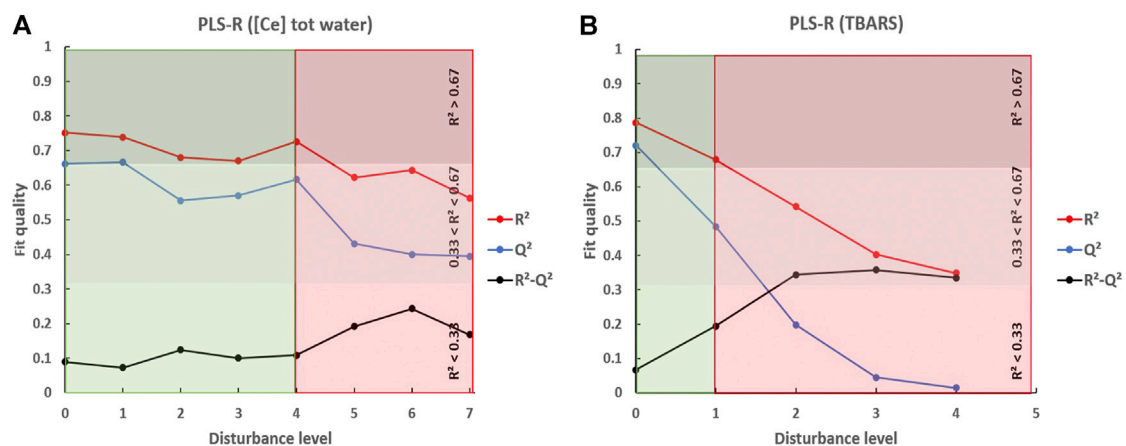 A
PLS-R ([Ce] tot water)
Fit quality
1
0.9
0.8
0.7
0.6
0.5
0.4
0.3
0.2
0.1
0
R² > 0.67
0.33 < R² < 0.67
R² < 0.33
0 1 2 3 4 5 6 7
Disturbance level
R²
Q²
R²-Q²
B
PLS-R (TBARS)
Fit quality
1
0.9
0.8
0.7
0.6
0.5
0.4
0.3
0.2
0.1
0
R² > 0.67
0.33 < R² < 0.67
R² < 0.33
0 1 2 3 4 5
Disturbance level
R²
Q²
R²-Q²